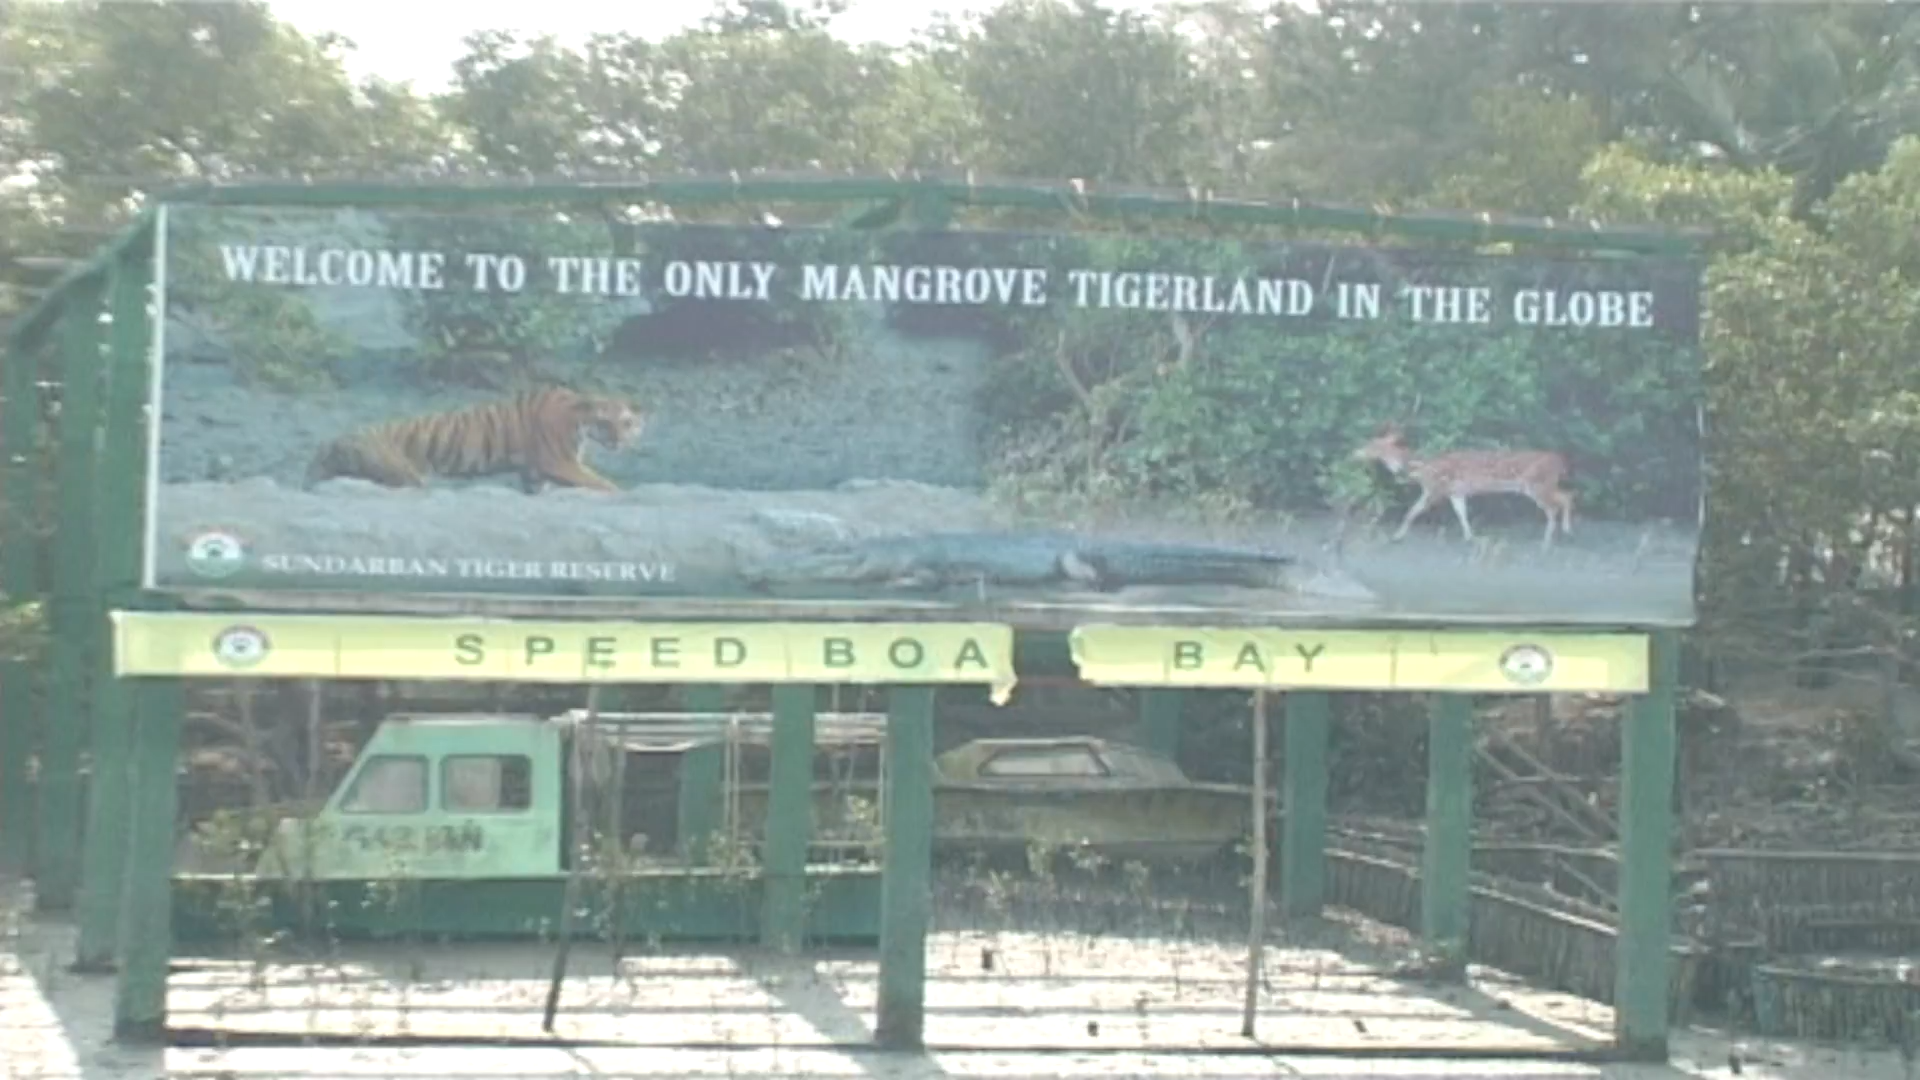 WELCOME TO THE ONLY MANGROVE TIGERLAND IN THE GLOBE
SUNDARBAN TIGER RESERVE
SPEED BOA BAY